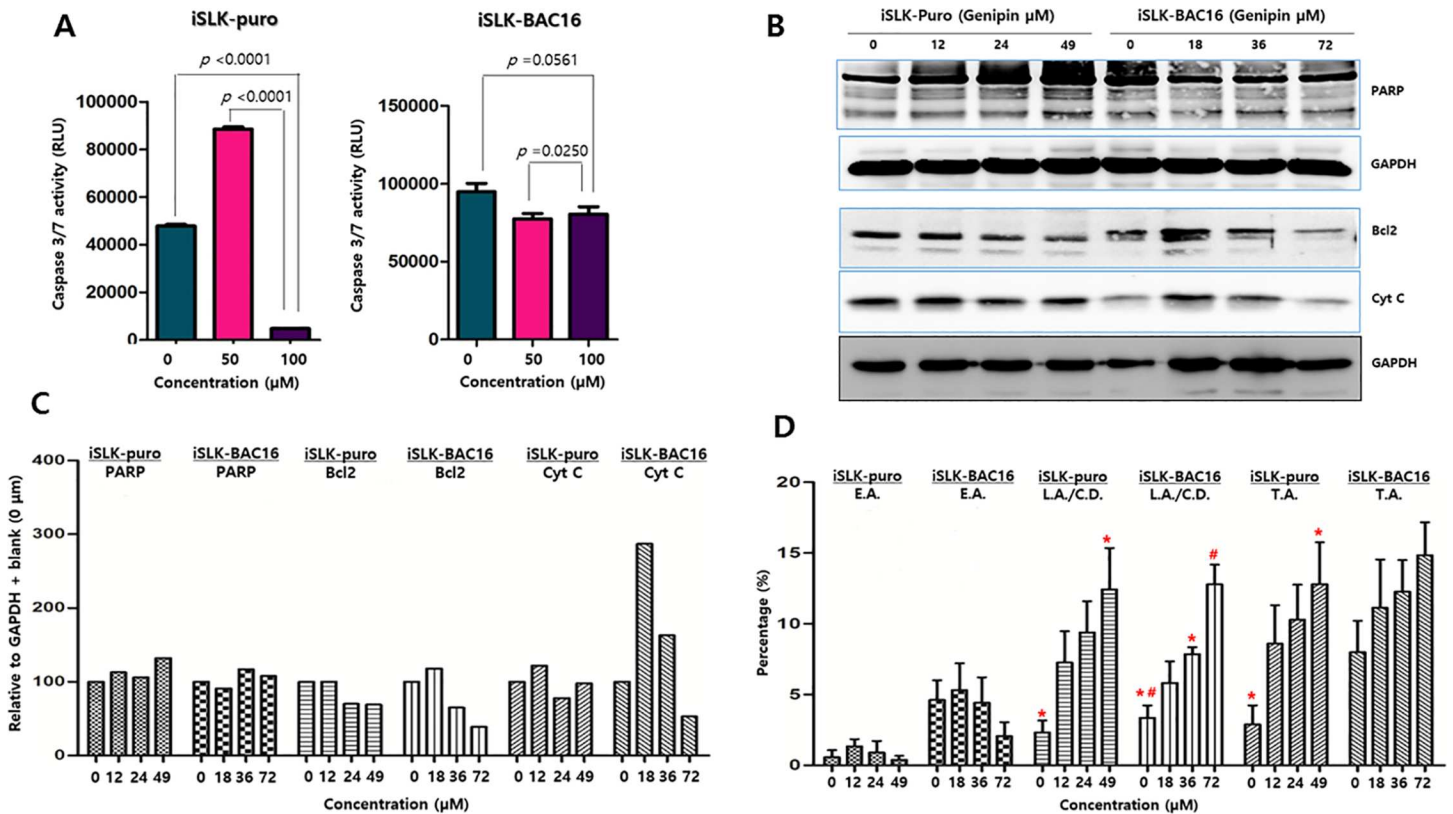 A
iSLK-puro
p <0.0001
p <0.0001
100000
80000
60000
40000
20000
0
Caspase 3/7 activity (RLU)
0 50 100
Concentration (µM)
iSLK-BAC16
p =0.0561
p =0.0250
150000
100000
50000
0
Caspase 3/7 activity (RLU)
0 50 100
Concentration (µM)
B
iSLK-Puro (Genipin µM) iSLK-BAC16 (Genipin µM)
0 12 24 49 0 18 36 72
PARP
GAPDH
Bcl2
Cyt C
GAPDH
C
iSLK-puro iSLK-BAC16 iSLK-puro iSLK-BAC16 iSLK-puro iSLK-BAC16
PARP PARP Bcl2 Bcl2 Cyt C Cyt C
400
300
200
100
0
Relative to GAPDH + blank (0 µm)
0 12 24 49 0 18 36 72 0 12 24 49 0 18 36 72 0 12 24 49 0 18 36 72
Concentration (µM)
D
iSLK-puro iSLK-BAC16 iSLK-puro iSLK-BAC16 iSLK-puro iSLK-BAC16
E.A. E.A. L.A./C.D. L.A./C.D. T.A. T.A.
20
15
10
5
0
Percentage (%)
* * * # * # * *
0 12 24 49 0 18 36 72 0 12 24 49 0 18 36 72 0 12 24 49 0 18 36 72
Concentration (µM)